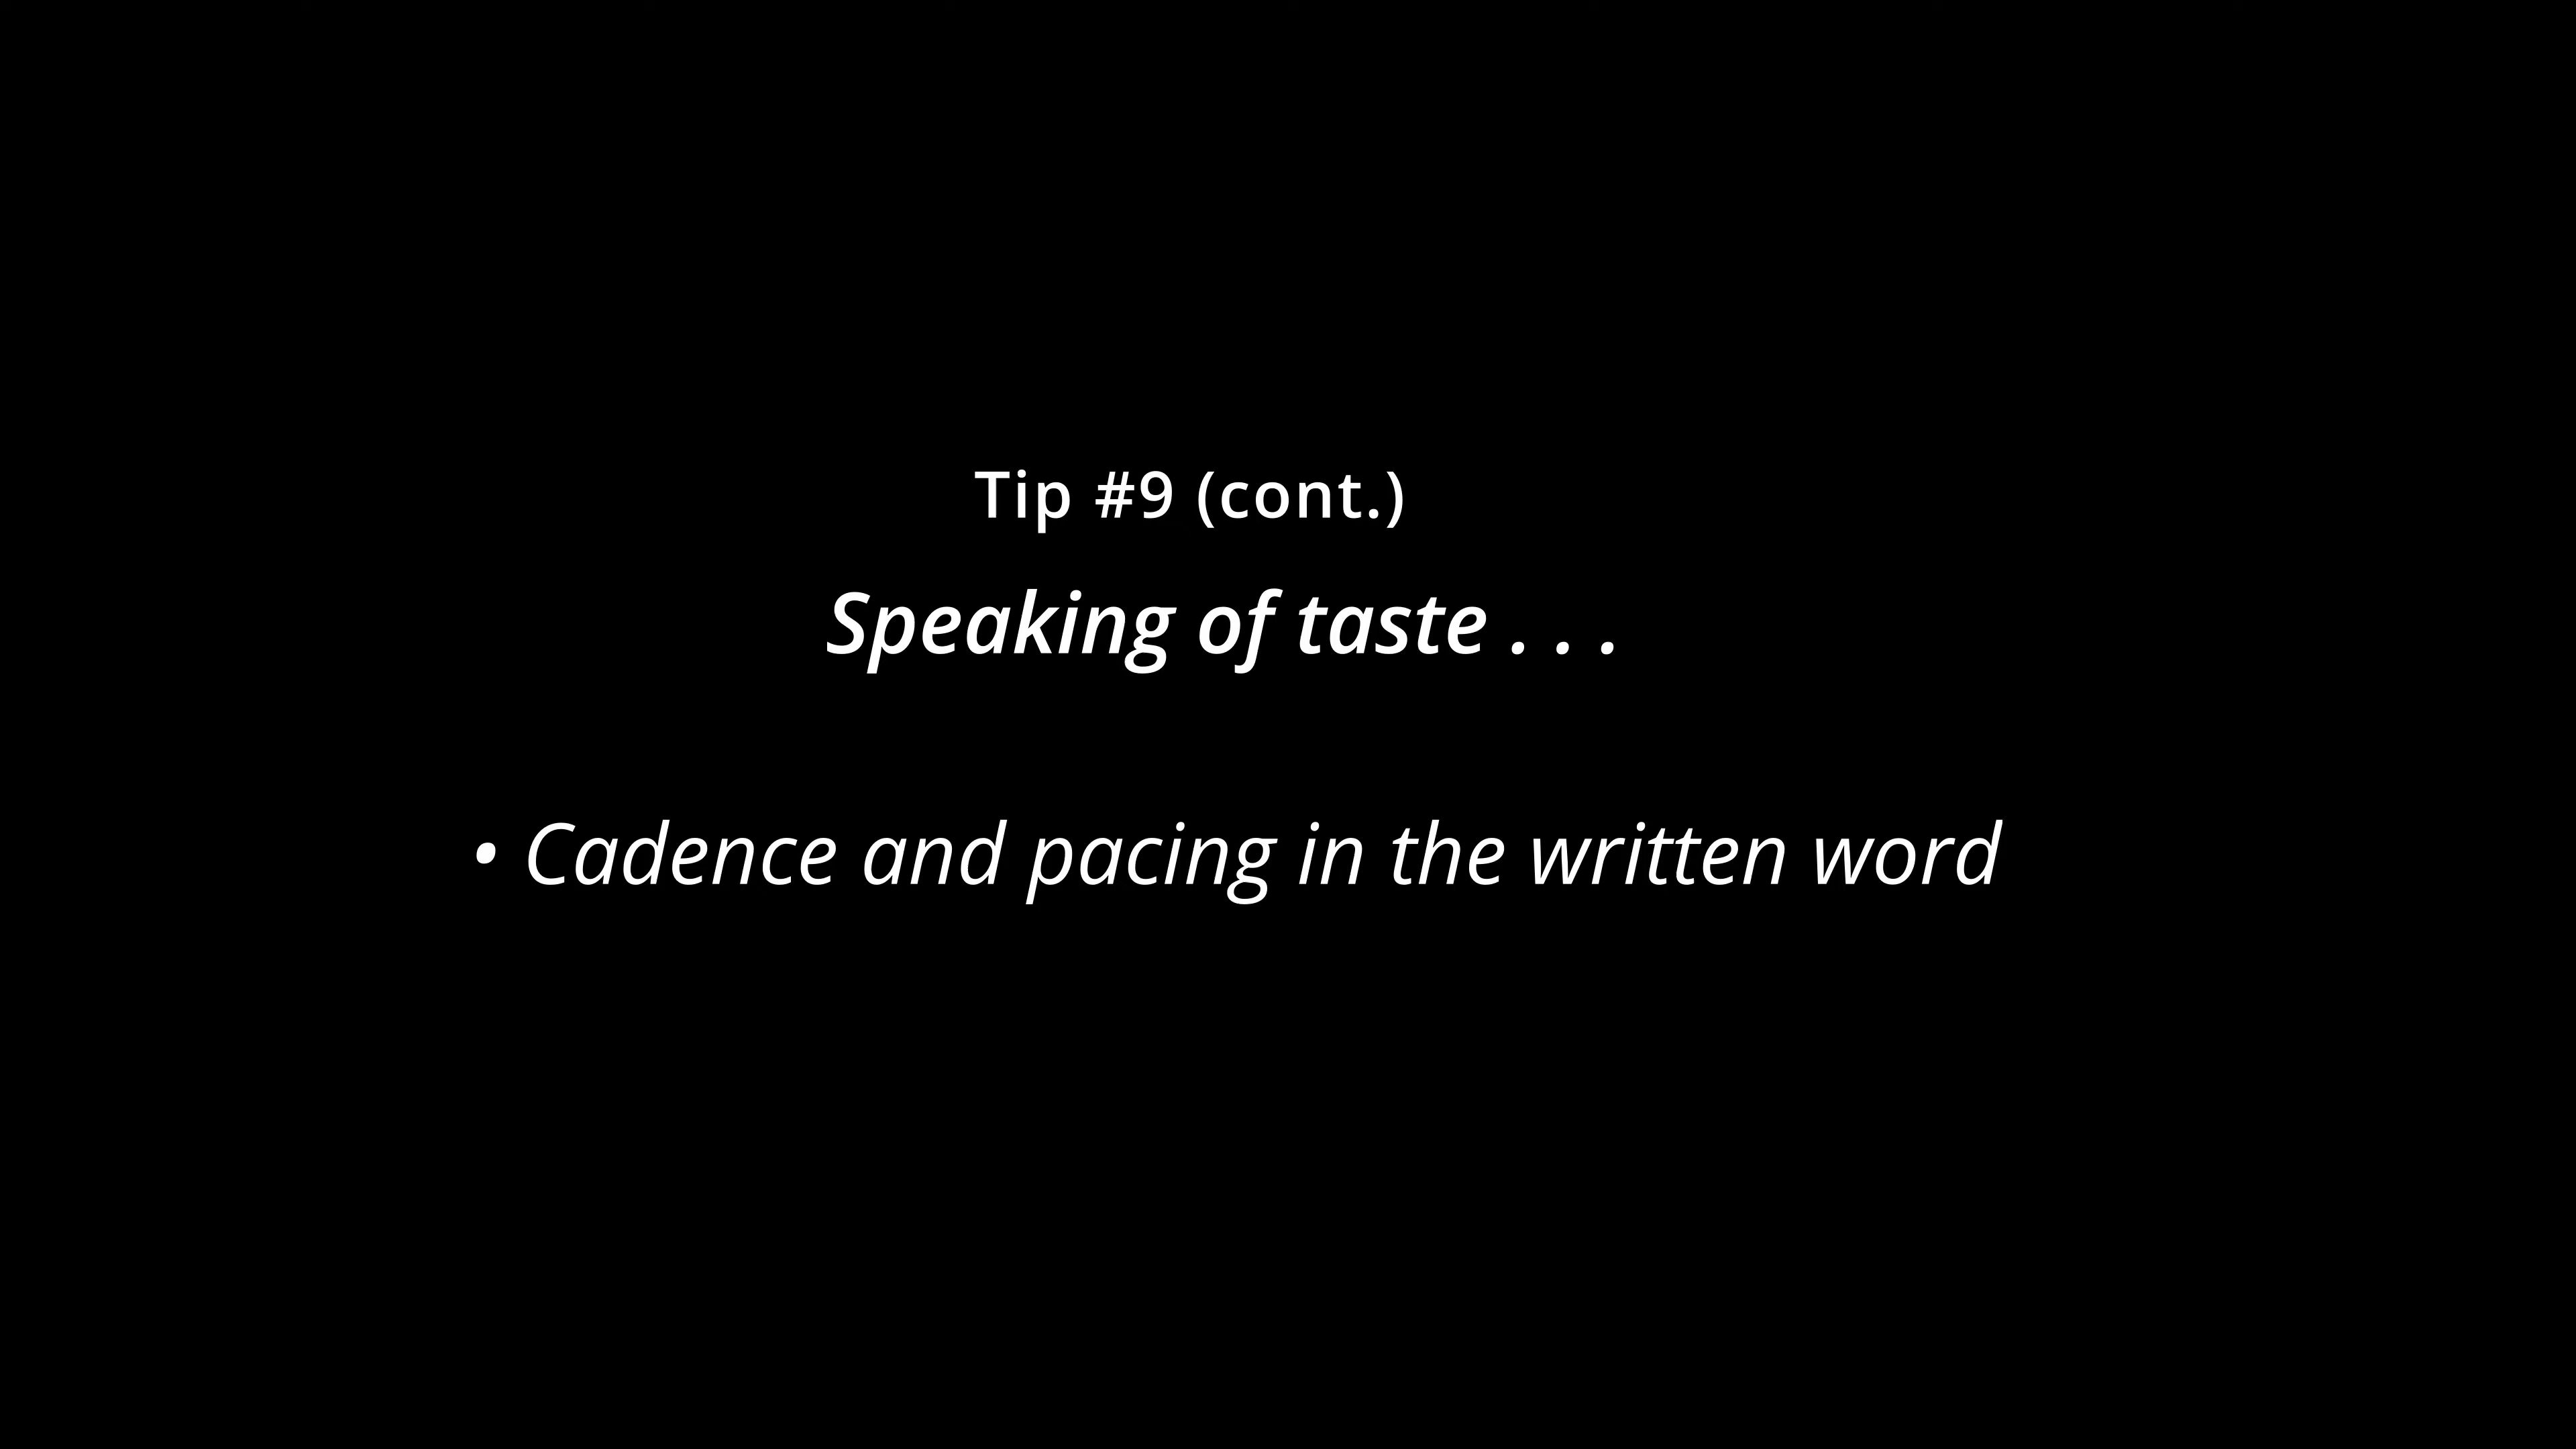 Tip #9 (cont.)
Speaking of taste . . .
• Cadence and pacing in the written word